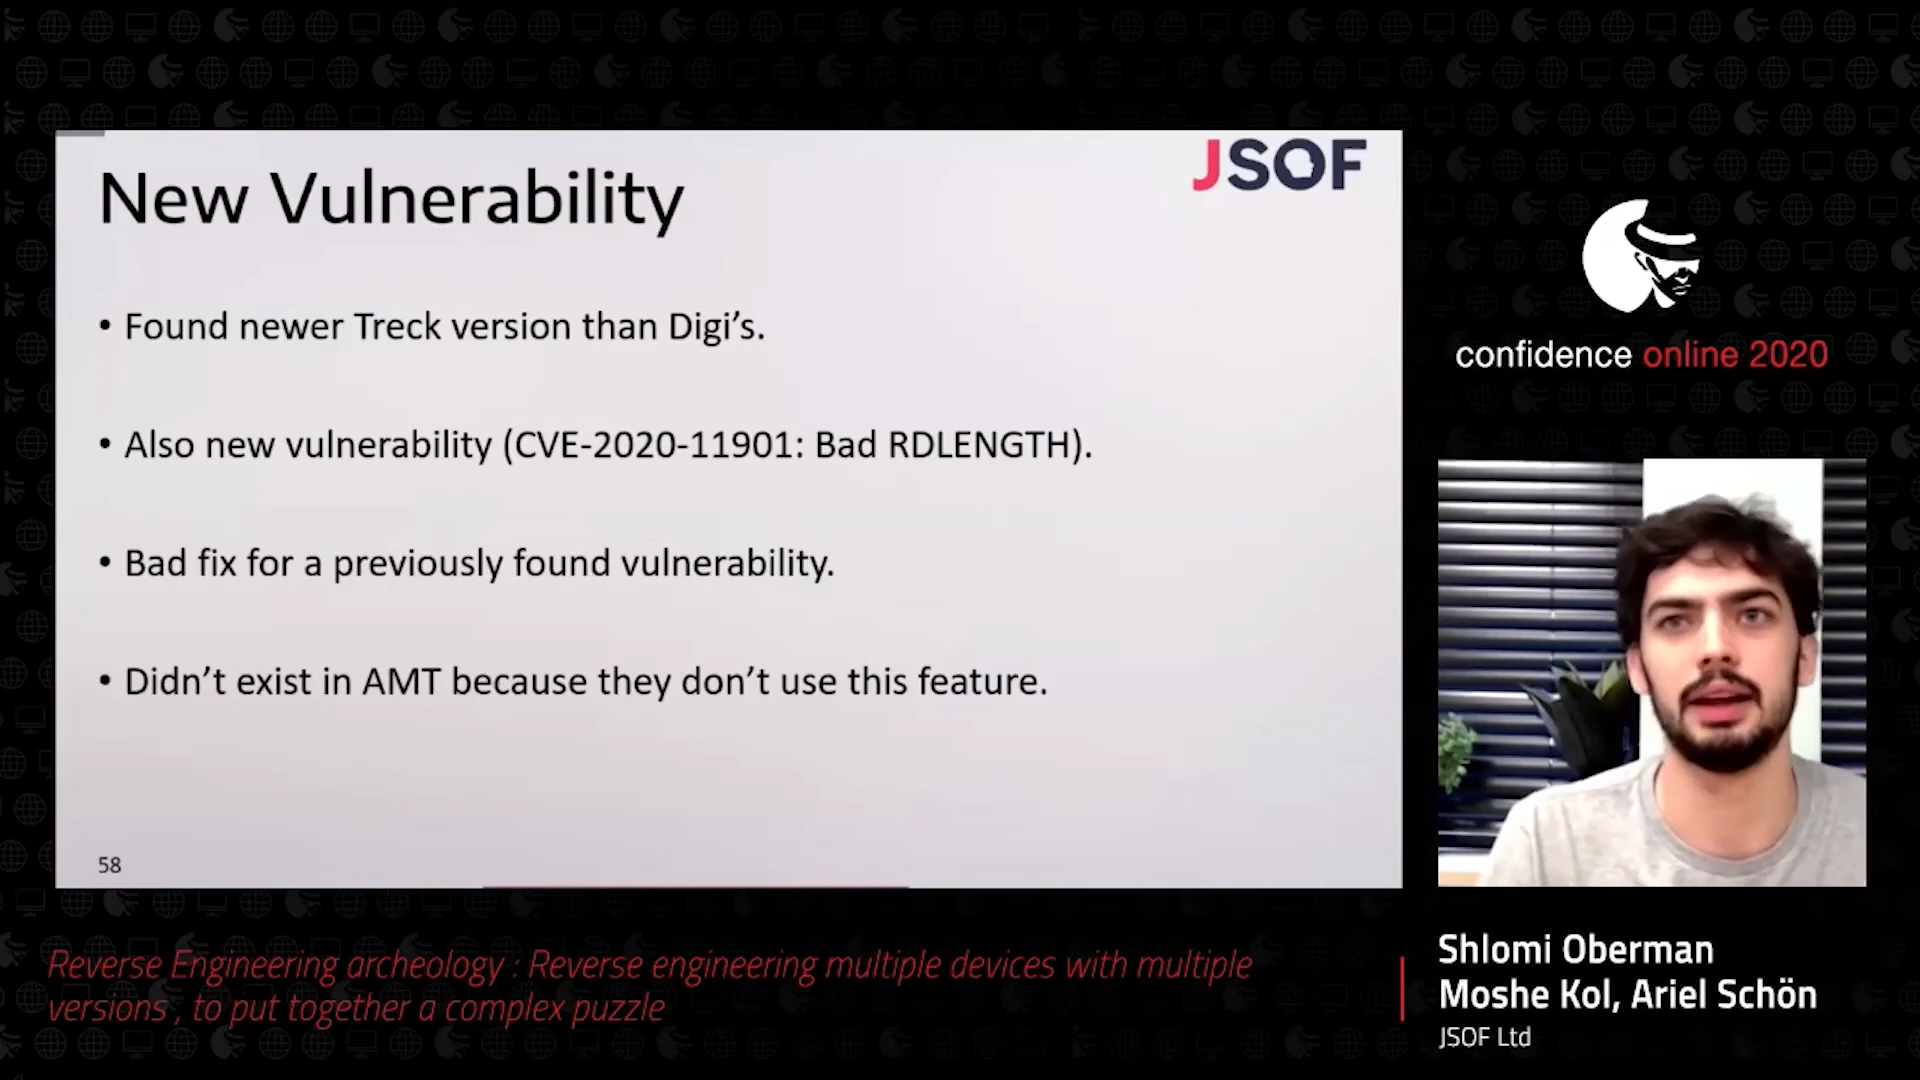 New Vulnerability
JSOF
• Found newer Treck version than Digi's.
• Also new vulnerability (CVE-2020-11901: Bad RDLENGTH).
• Bad fix for a previously found vulnerability.
• Didn't exist in AMT because they don't use this feature.
58
confidence online 2020
Reverse Engineering archeology : Reverse engineering multiple devices with multiple
versions , to put together a complex puzzle
Shlomi Oberman
Moshe Kol, Ariel Schön
JSOF Ltd